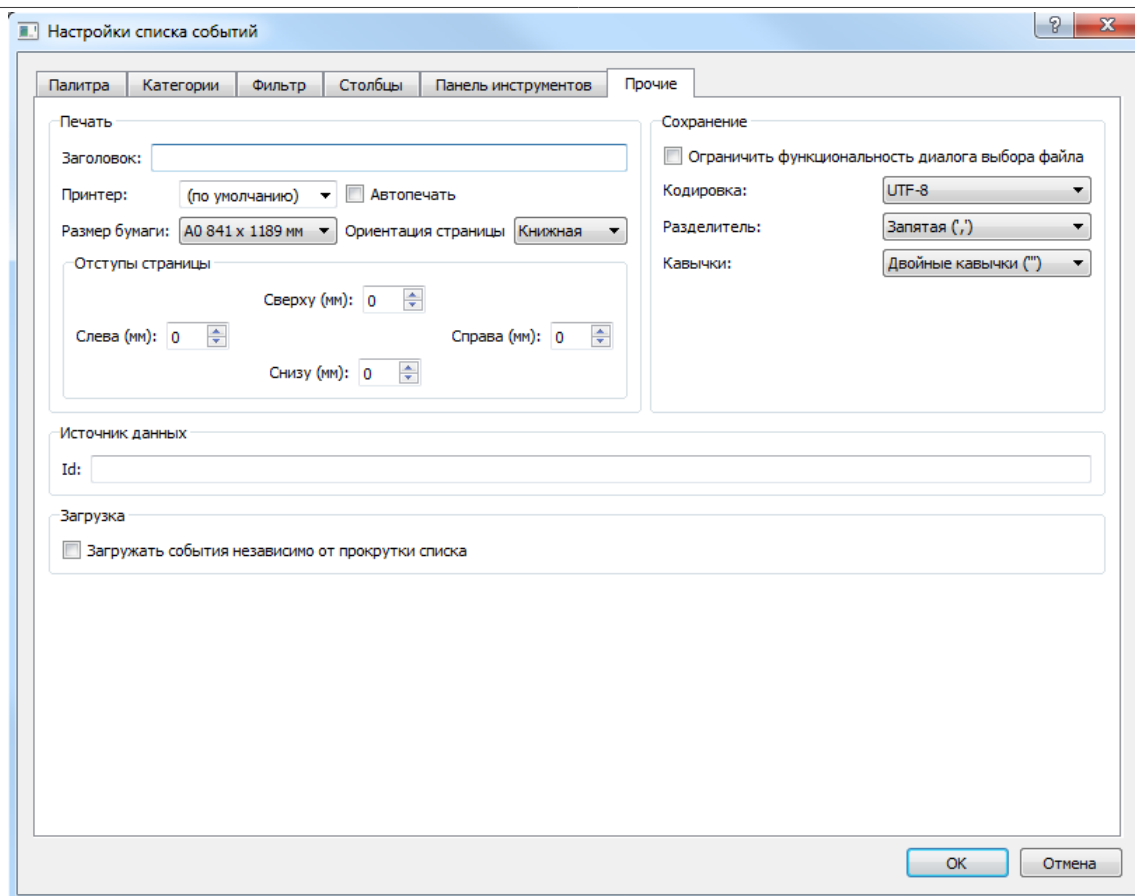 Настройки списка событий
Палитра Категории Фильтр Столбцы Панель инструментов Прочие
Печать
Заголовок:
Принтер: (по умолчанию) Автопечать
Размер бумаги: A0 841 x 1189 мм Ориентация страницы Книжная
Отступы страницы
Сверху (мм): 0
Слева (мм): 0 Справа (мм): 0
Снизу (мм): 0
Сохранение
Ограничить функциональность диалога выбора файла
Кодировка: UTF-8
Разделитель: Запятая (',')
Кавычки: Двойные кавычки (")
Источник данных
Id:
Загрузка
Загружать события независимо от прокрутки списка
OK Отмена